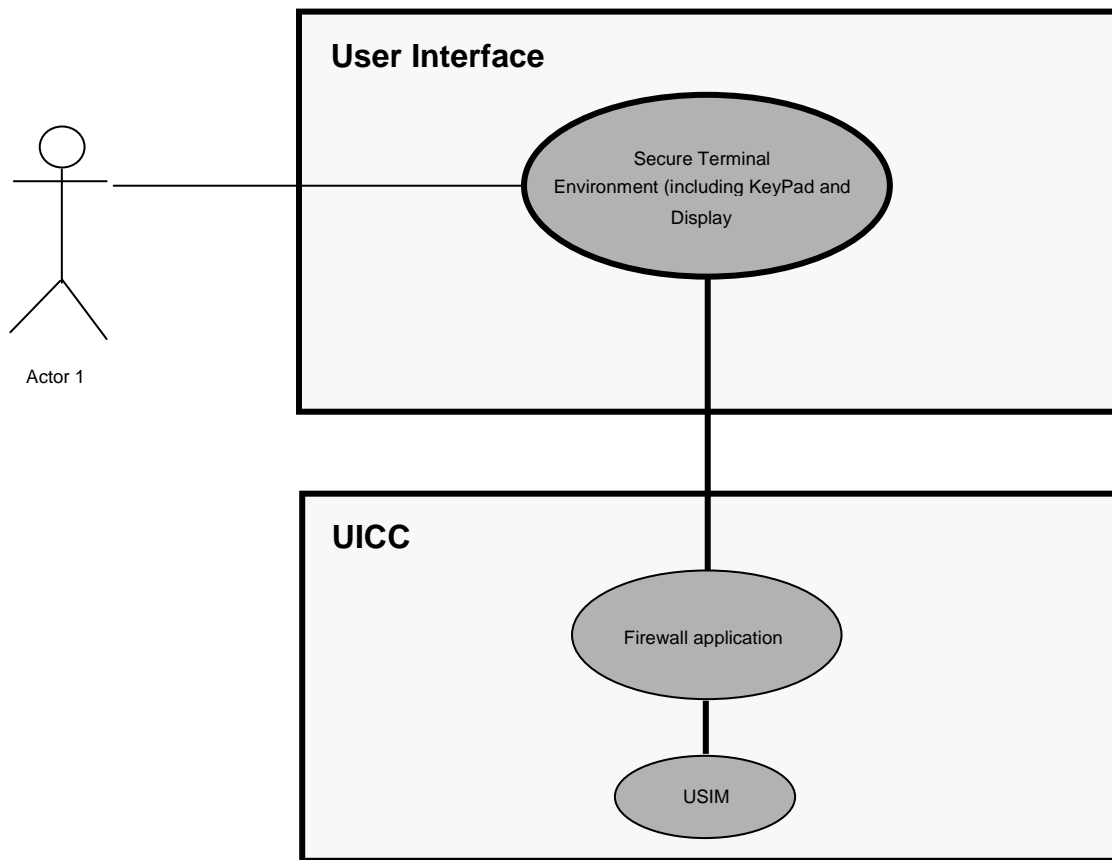 User Interface
Secure Terminal
Environment (including KeyPad and
Display
Actor 1
UICC
Firewall application
USIM